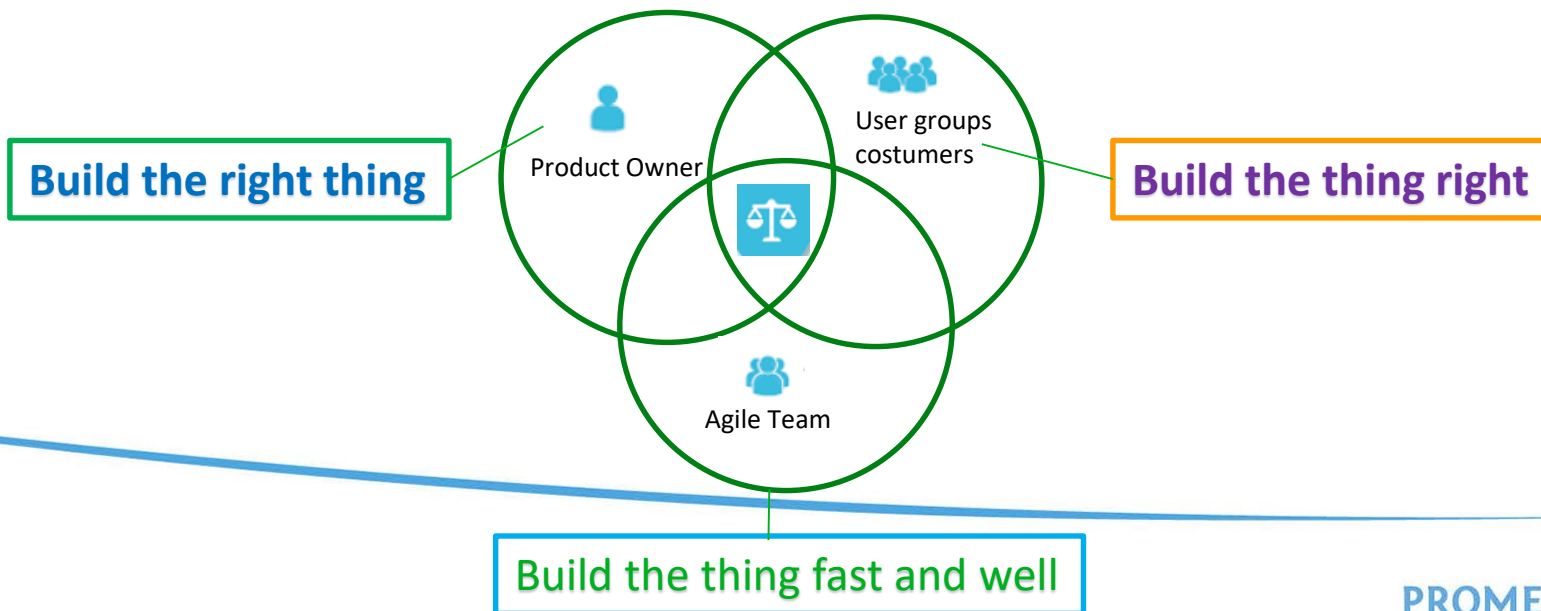 User groups
costumers
Product Owner
Build the right thing
Build the thing right
Agile Team
Build the thing fast and well
PROME